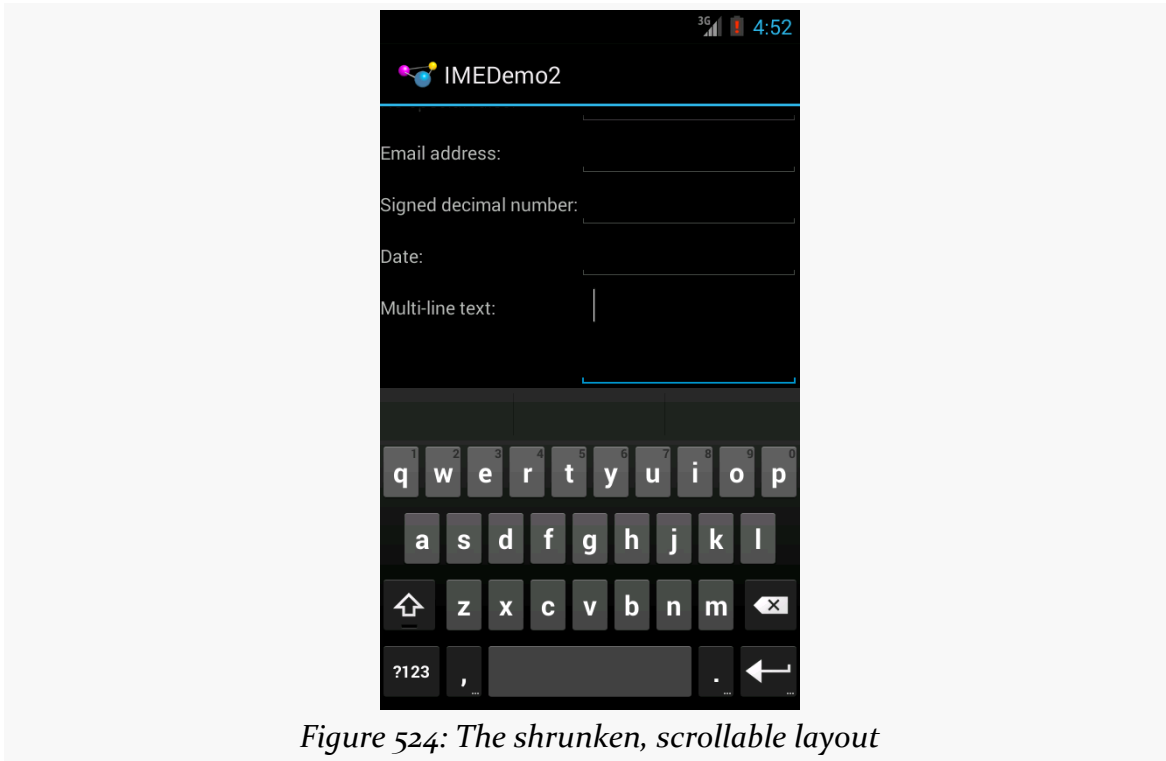 3G 4:52
IMEDemo2
Email address:
Signed decimal number:
Date:
Multi-line text:
1 2 3 4 5 6 7 8 9 0
q w e r t y u i o p
a s d f g h j k l
z x c v b n m
?123 , . 
Figure 524: The shrunken, scrollable layout